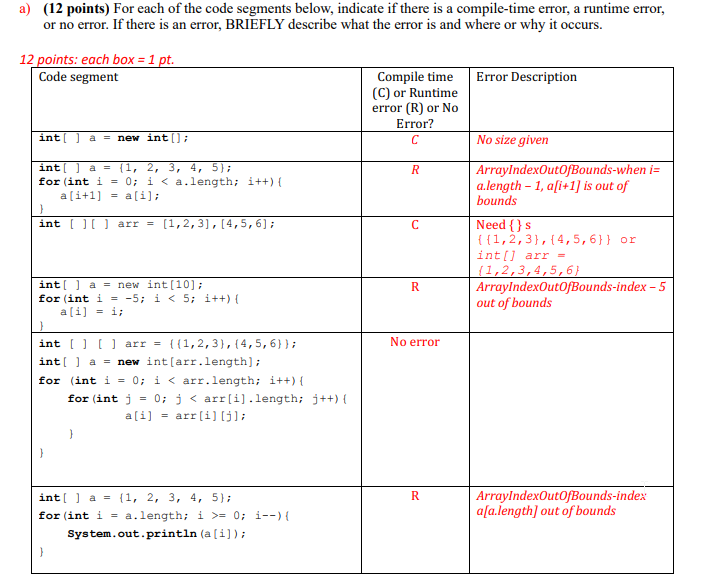 a) (12 points) For each of the code segments below, indicate if there is a compile-time error, a runtime error,
or no error. If there is an error, BRIEFLY describe what the error is and where or why it occurs.
12 points: each box = 1 pt.
Code segment
Compile time
(C) or Runtime
error (R) or No
Error?
Error Description
int[ ] a = new int[];
C
No size given
int[ ] a = {1, 2, 3, 4, 5};
for(int i = 0; i < a.length; i++){
a[i+1] = a[i];
}
R
ArrayIndexOutOfBounds-when i=
a.length – 1, a[i+1] is out of
bounds
int [ ][ ] arr = [1,2,3],[4,5,6];
C
Need { } s
{{1,2,3},{4,5,6}} or
int[] arr =
{1,2,3,4,5,6}
int[ ] a = new int[10];
for(int i = -5; i < 5; i++){
a[i] = i;
}
R
ArrayIndexOutOfBounds-index – 5
out of bounds
int [ ] [ ] arr = {{1,2,3},{4,5,6}};
int[ ] a = new int[arr.length];
for (int i = 0; i < arr.length; i++){
for(int j = 0; j < arr[i].length; j++){
a[i] = arr[i][j];
}
}
No error
int[ ] a = {1, 2, 3, 4, 5};
for(int i = a.length; i >= 0; i--){
System.out.println(a[i]);
}
R
ArrayIndexOutOfBounds-index
a[a.length] out of bounds